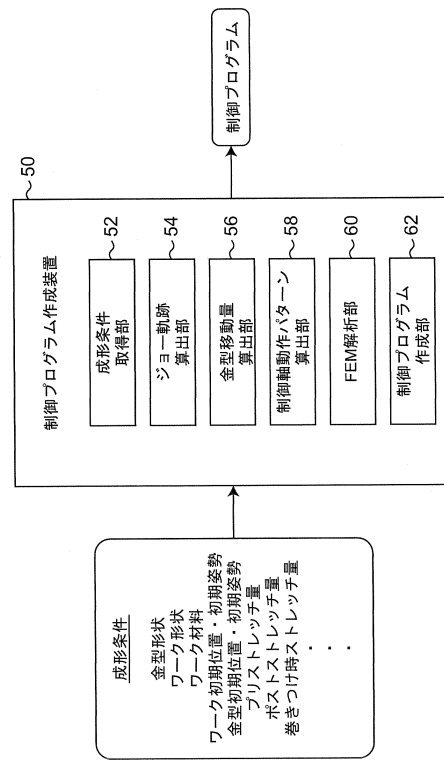 成形条件
金型形状
ワーク形状
ワーク材料
ワーク初期位置・初期姿勢
金型初期位置・初期姿勢
プリストレッチ量
ポストストレッチ量
巻きつけ時ストレッチ量
・
・
・
50
制御プログラム作成装置
成形条件
取得部
52
ジョー軌跡
算出部
54
金型移動量
算出部
56
制御軸動作パターン
算出部
58
FEM解析部
60
制御プログラム
作成部
62
制御プログラム